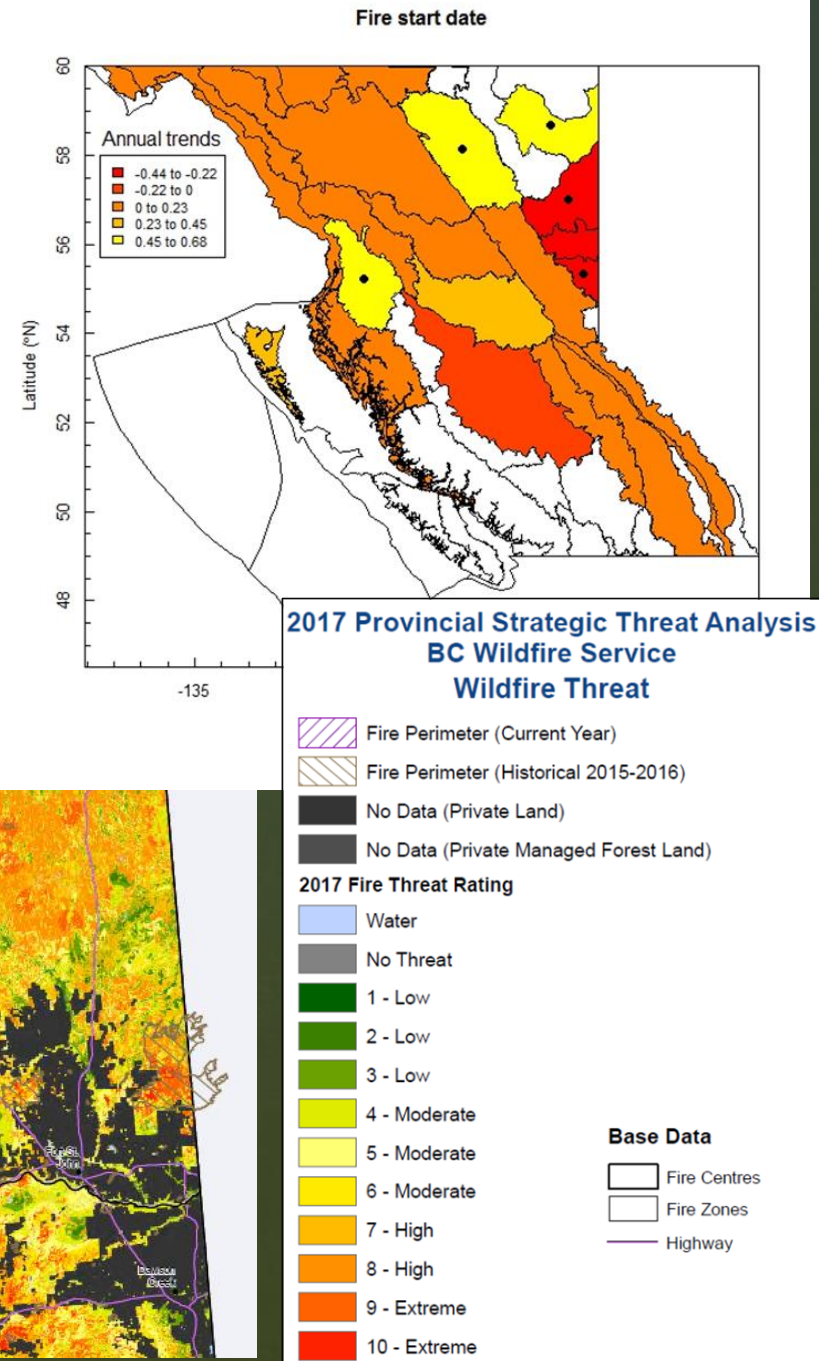 Fire start date
60
58
56
54
52
50
48
Latitude (°N)
Annual trends
-0.44 to -0.22
-0.22 to 0
0 to 0.23
0.23 to 0.45
0.45 to 0.68
-135
2017 Provincial Strategic Threat Analysis
BC Wildfire Service
Wildfire Threat
Fire Perimeter (Current Year)
Fire Perimeter (Historical 2015-2016)
No Data (Private Land)
No Data (Private Managed Forest Land)
2017 Fire Threat Rating
Water
No Threat
1 - Low
2 - Low
3 - Low
4 - Moderate
5 - Moderate
6 - Moderate
7 - High
8 - High
9 - Extreme
10 - Extreme
Base Data
Fire Centres
Fire Zones
Highway
Fort St.
John
Dawson
Creek